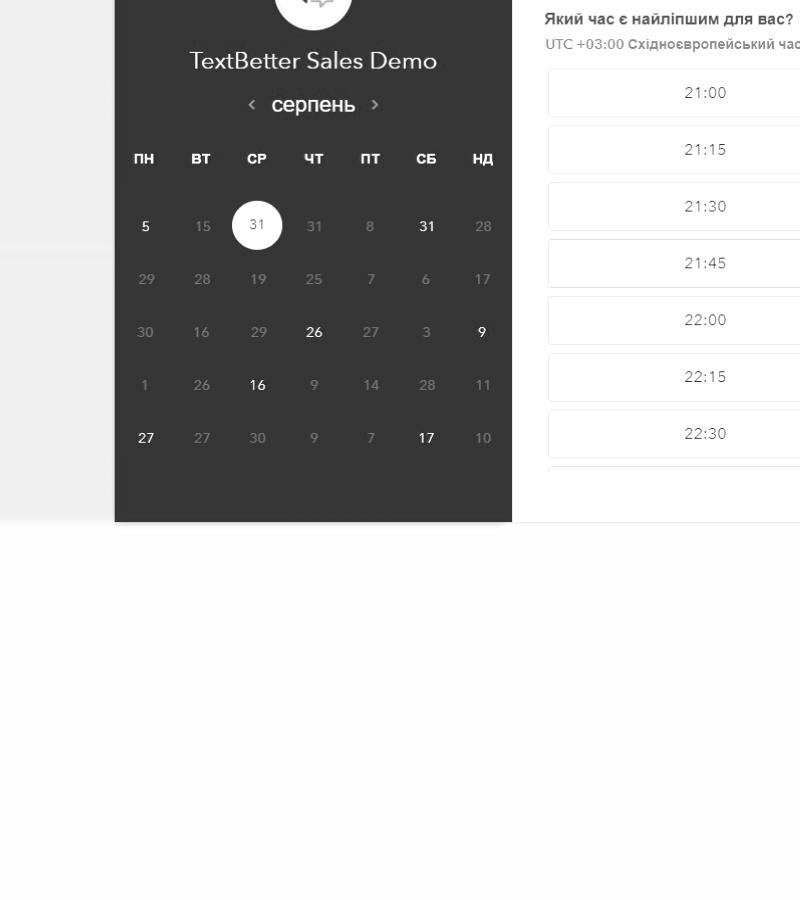 TextBetter Sales Demo
серпень
ПН ВТ СР ЧТ ПТ СБ НД
5 15 31 31 8 31 28
29 28 19 25 7 6 17
30 16 29 26 27 3 9
1 26 16 9 14 28 11
27 27 30 9 7 17 10
Який час є найліпшим для вас?
UTC +03:00 Східноєвропейський час
21:00
21:15
21:30
21:45
22:00
22:15
22:30